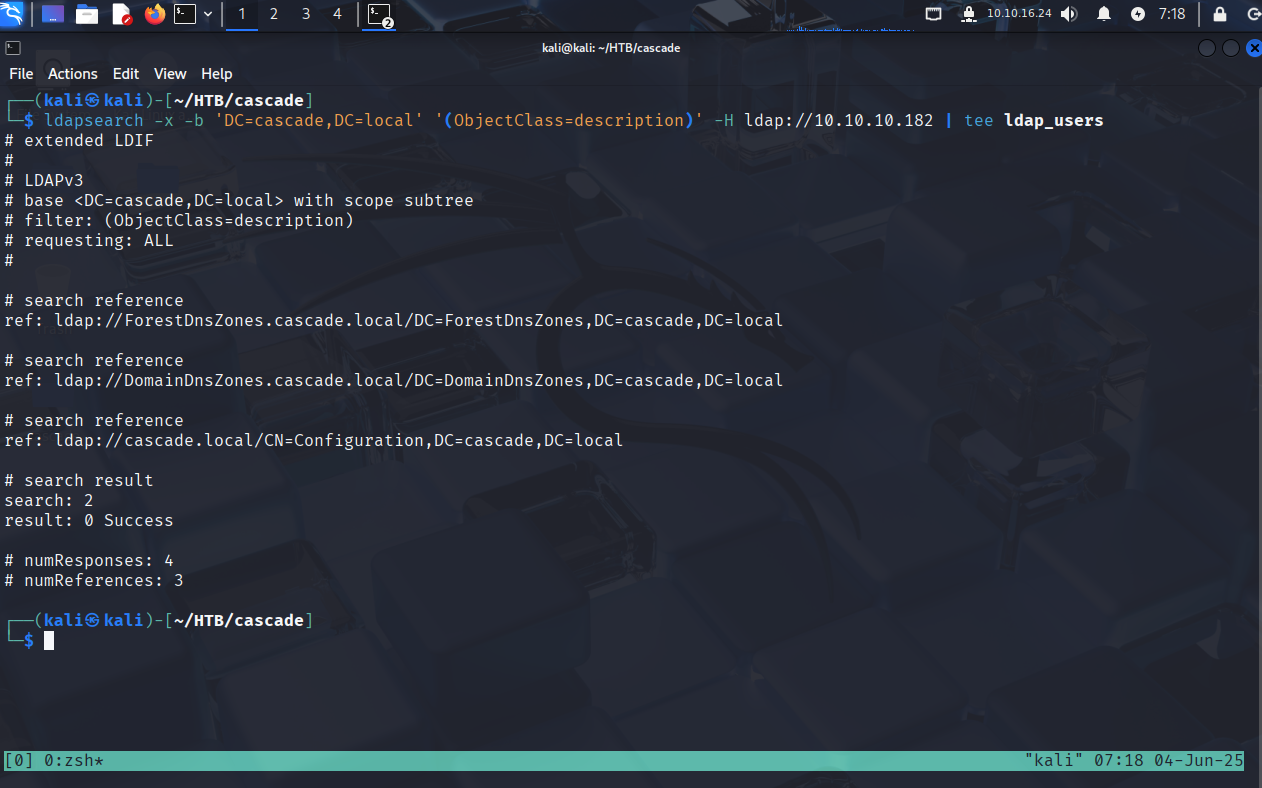 1 2 3 4 2 10.10.16.24 7:18
kali@kali: ~/HTB/cascade
File Actions Edit View Help
┌──(kali㉿kali)-[~/HTB/cascade]
└─$ ldapsearch -x -b 'DC=cascade,DC=local' '(ObjectClass=description)' -H ldap://10.10.10.182 | tee ldap_users
# extended LDIF
#
# LDAPv3
# base <DC=cascade,DC=local> with scope subtree
# filter: (ObjectClass=description)
# requesting: ALL
#
# search reference
ref: ldap://ForestDnsZones.cascade.local/DC=ForestDnsZones,DC=cascade,DC=local
# search reference
ref: ldap://DomainDnsZones.cascade.local/DC=DomainDnsZones,DC=cascade,DC=local
# search reference
ref: ldap://cascade.local/CN=Configuration,DC=cascade,DC=local
# search result
search: 2
result: 0 Success
# numResponses: 4
# numReferences: 3
┌──(kali㉿kali)-[~/HTB/cascade]
└─$
[0] 0:zsh* "kali" 07:18 04-Jun-25